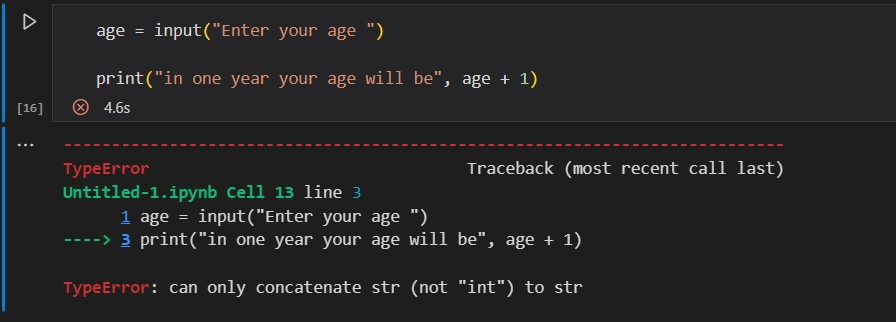 age = input("Enter your age ")
print("in one year your age will be", age + 1)
[16] 4.6s
... --------------------------------------------------------------------------
TypeError Traceback (most recent call last)
Untitled-1.ipynb Cell 13 line 3
1 age = input("Enter your age ")
----> 3 print("in one year your age will be", age + 1)
TypeError: can only concatenate str (not "int") to str